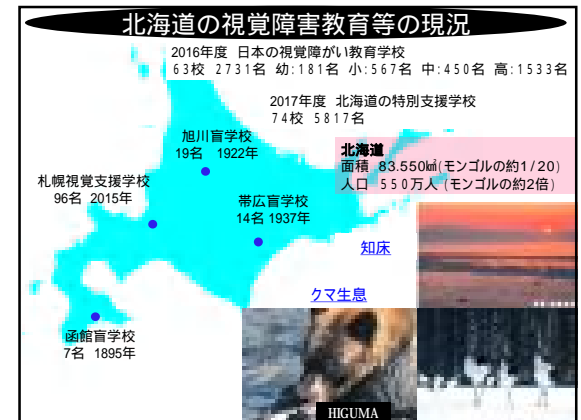 北海道の視覚障害教育等の現況
2016年度 日本の視覚障がい教育学校
63校 2731名 幼:181名 小:567名 中:450名 高:1533名
2017年度 北海道の特別支援学校
74校 5817名
旭川盲学校
19名 1922年
北海道
面積 83.550㎢(モンゴルの約1/20)
人口 550万人 (モンゴルの約2倍)
札幌視覚支援学校
96名 2015年
帯広盲学校
14名 1937年
知床
クマ生息
函館盲学校
7名 1895年
HIGUMA